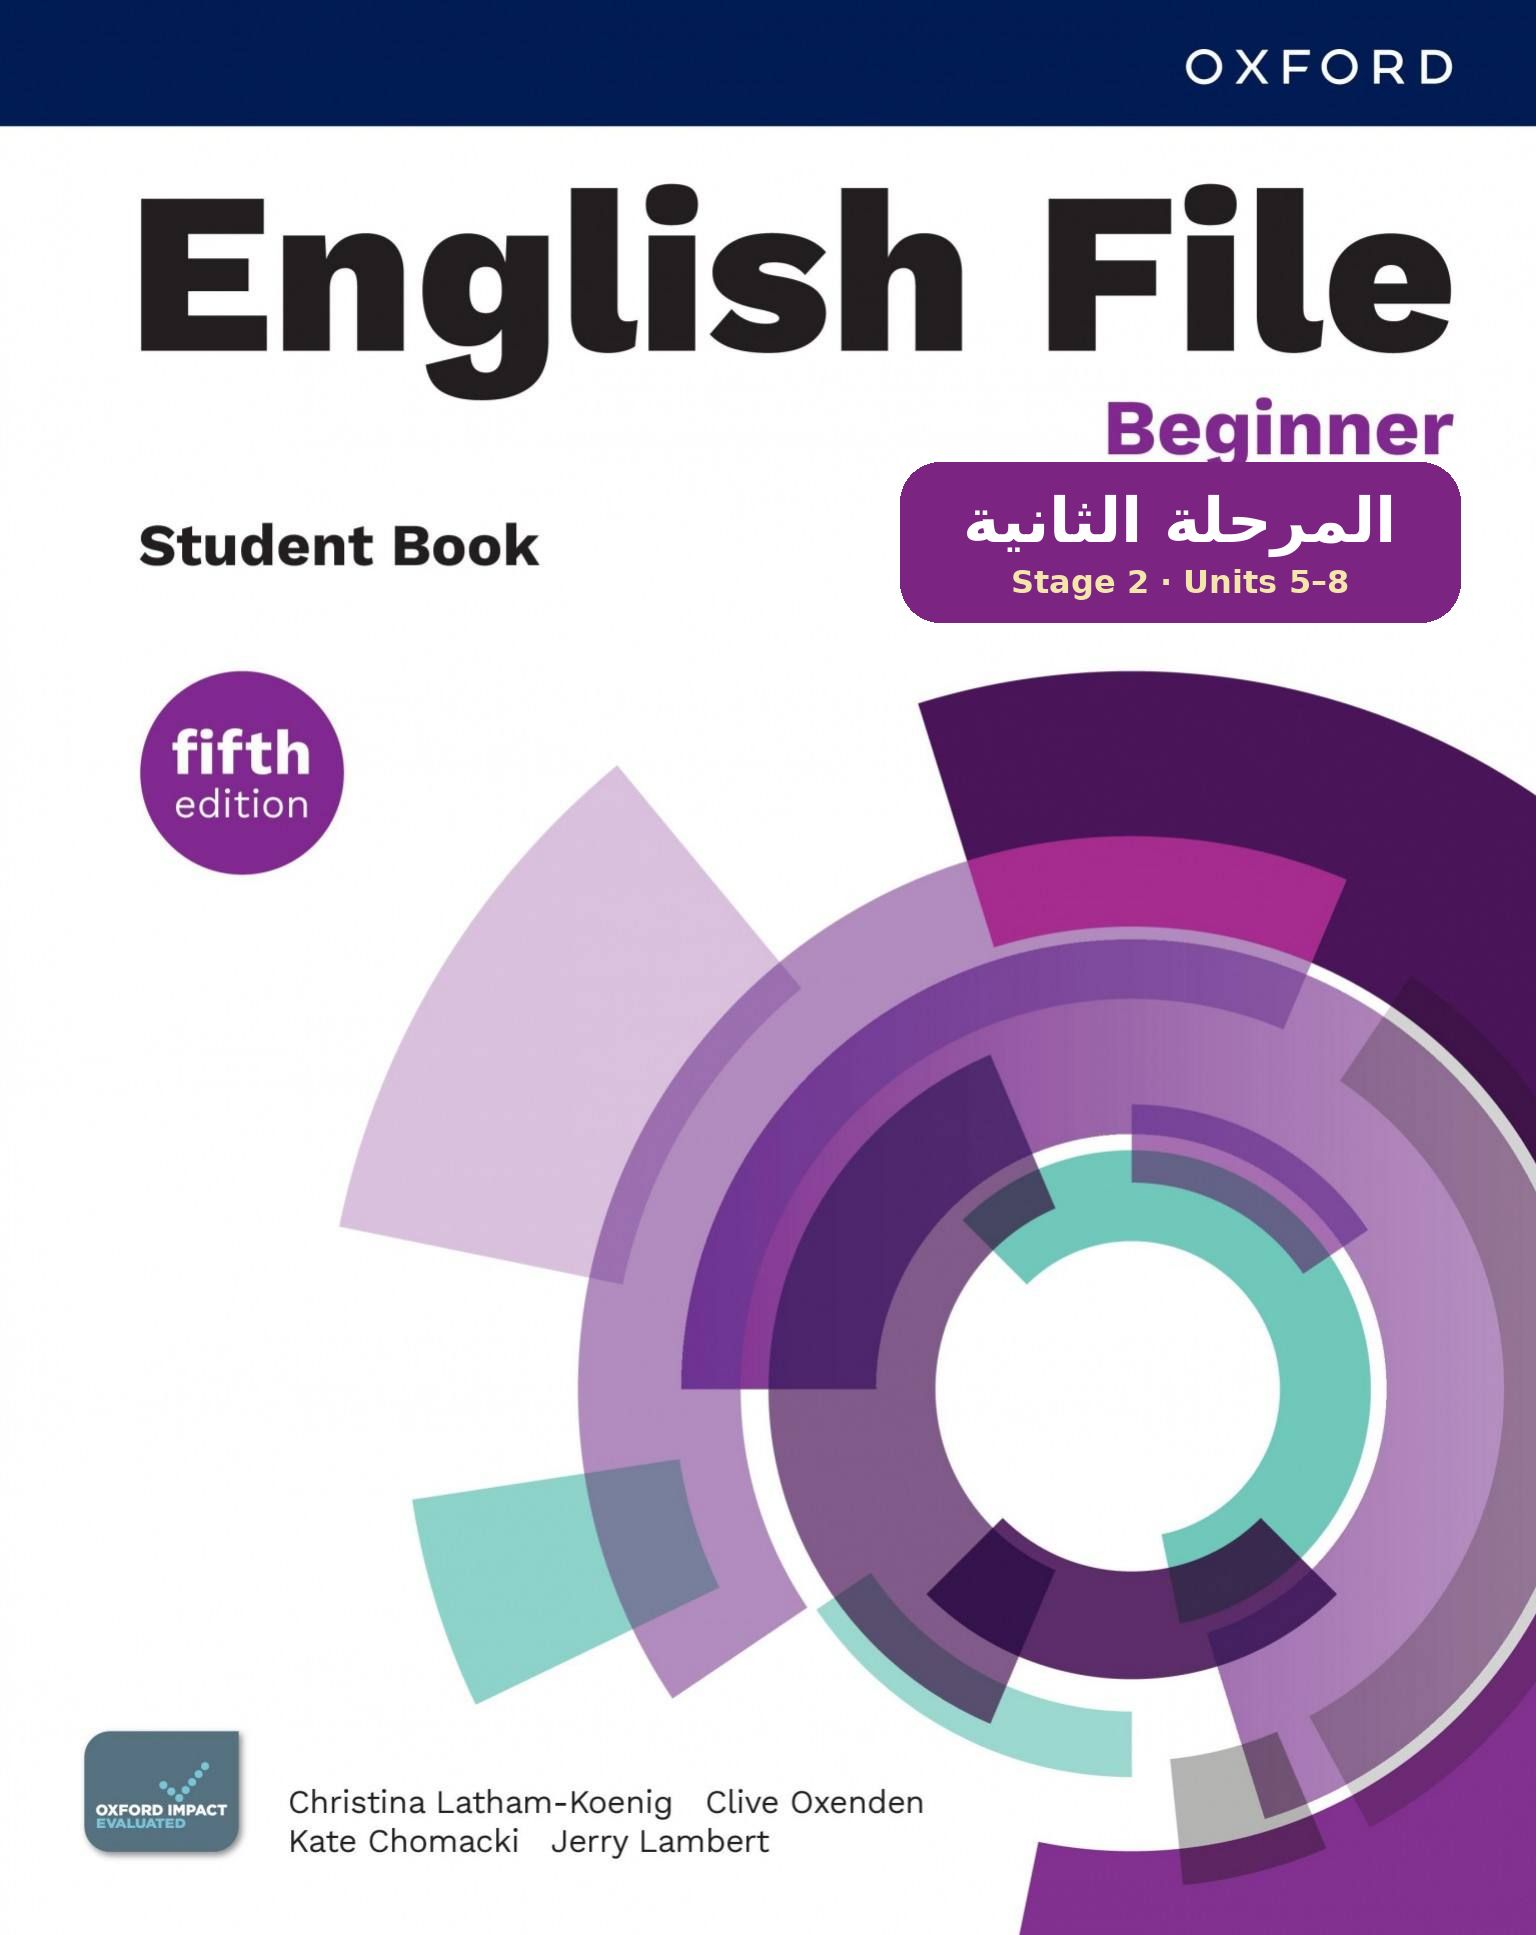 OXFORD
English File
Beginner
المرحلة الثانية
Stage 2 · Units 5–8
Student Book
fifth
edition
OXFORD IMPACT
EVALUATED
Christina Latham-Koenig Clive Oxenden
Kate Chomacki Jerry Lambert